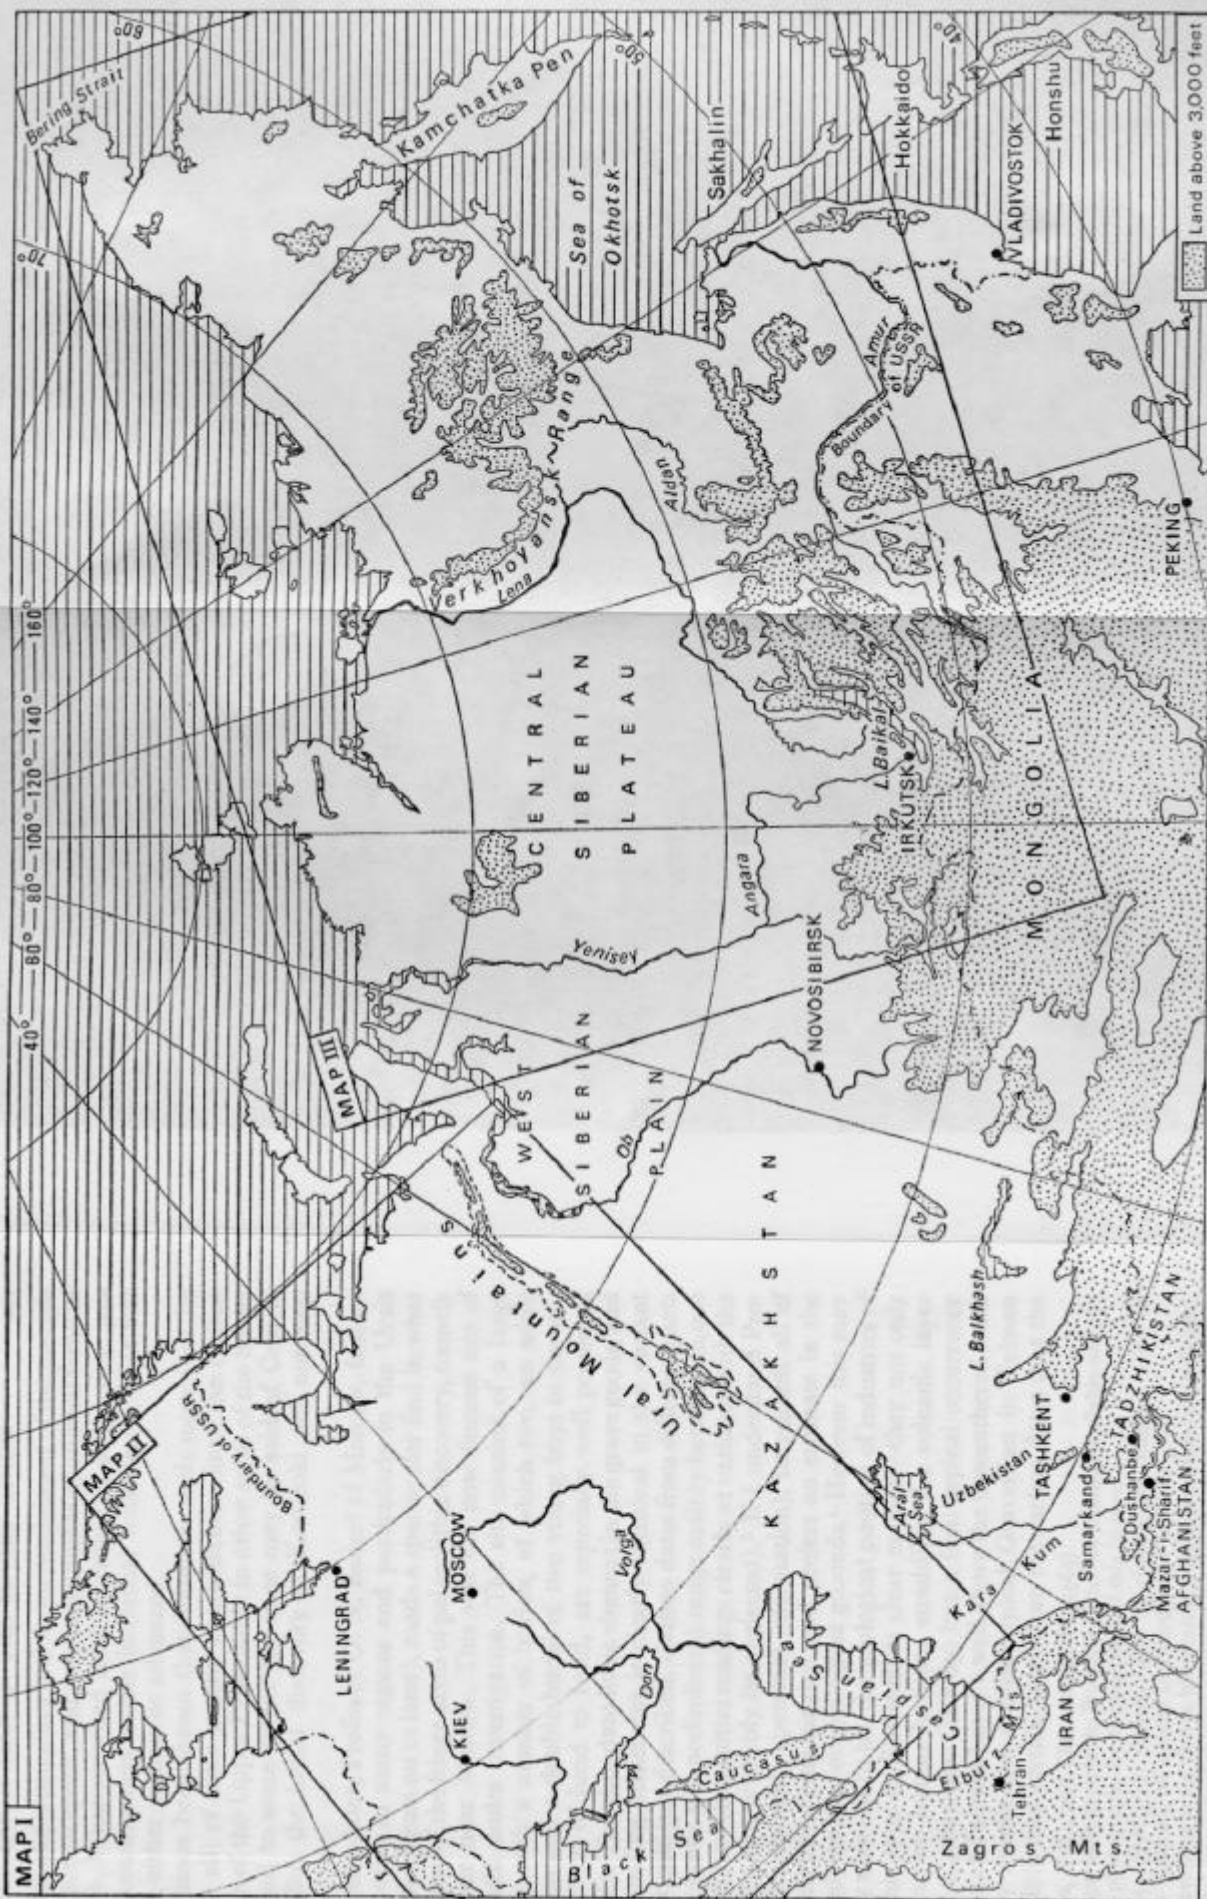 MAP I
40°
60°
80°
100°
120°
140°
160°
70°
60°
50°
40°
Bering Strait
Kamchatka Pen
Sea of
Okhotsk
Sakhalin
Hokkaido
Honshu
VLADIVOSTOK
Land above 3,000 feet
MAP III
MAP II
Boundary of USSR
Verkhoyansk Range
Lena
Aldan
Amur
Boundary of USSR
CENTRAL
SIBERIAN
PLATEAU
Yenisey
Angara
WEST
SIBERIAN
PLAIN
Ob
NOVOSIBIRSK
L. Baikal
IRKUTSK
MONGOLIA
PEKING
Ural Mountains
LENINGRAD
MOSCOW
KIEV
Volga
Don
KAZAKHSTAN
L. Balkhash
Aral
Sea
Uzbekistan
TASHKENT
Samarkand
TADZHIKISTAN
Dushanbe
Mazar-i-Sharif
AFGHANISTAN
Kara Kum
Caspian Sea
Caucasus
Black Sea
Elburz Mts
Tehran
IRAN
Zagros Mts